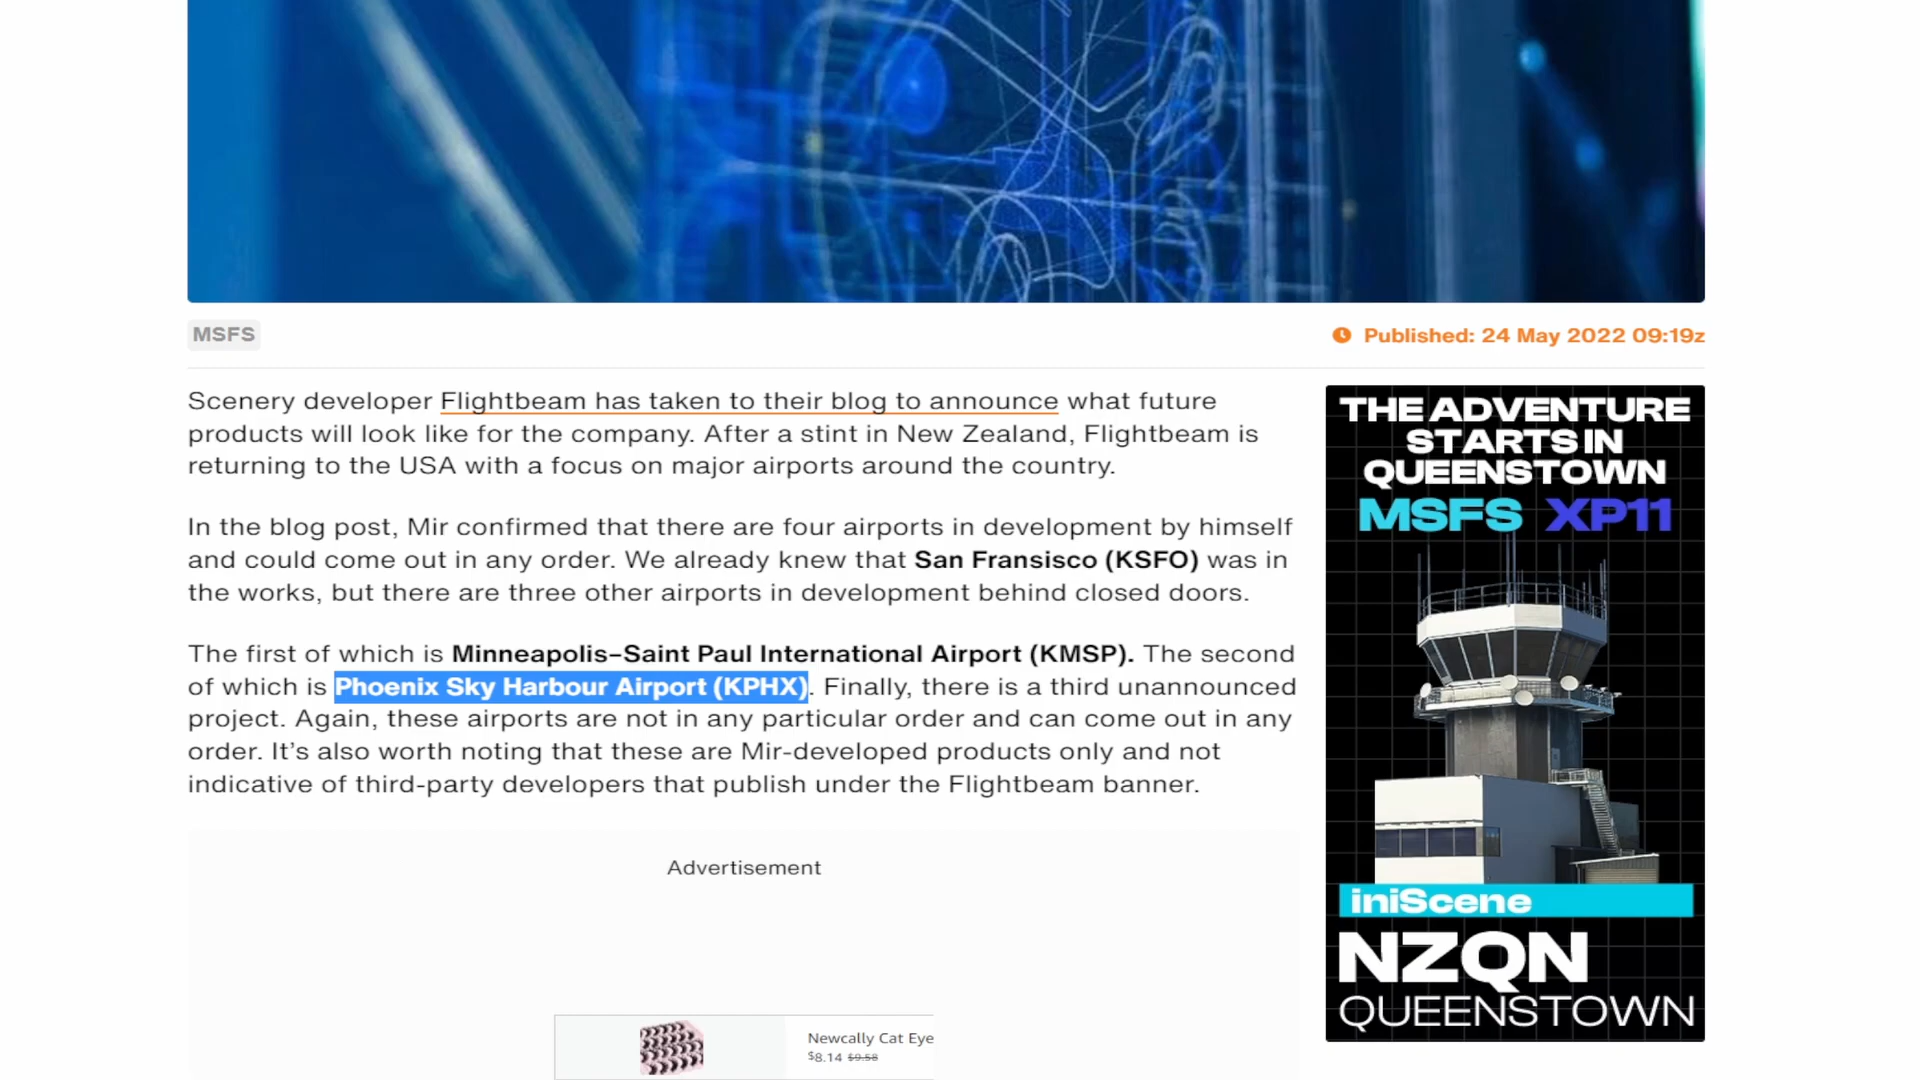 MSFS
Published: 24 May 2022 09:19z
Scenery developer Flightbeam has taken to their blog to announce what future
products will look like for the company. After a stint in New Zealand, Flightbeam is
returning to the USA with a focus on major airports around the country.
In the blog post, Mir confirmed that there are four airports in development by himself
and could come out in any order. We already knew that San Fransisco (KSFO) was in
the works, but there are three other airports in development behind closed doors.
The first of which is Minneapolis–Saint Paul International Airport (KMSP). The second
of which is Phoenix Sky Harbour Airport (KPHX). Finally, there is a third unannounced
project. Again, these airports are not in any particular order and can come out in any
order. It’s also worth noting that these are Mir-developed products only and not
indicative of third-party developers that publish under the Flightbeam banner.
Advertisement
Newcally Cat Eye
$8.14 $9.58
THE ADVENTURE
STARTS IN
QUEENSTOWN
MSFS XP11
iniScene
NZQN
QUEENSTOWN